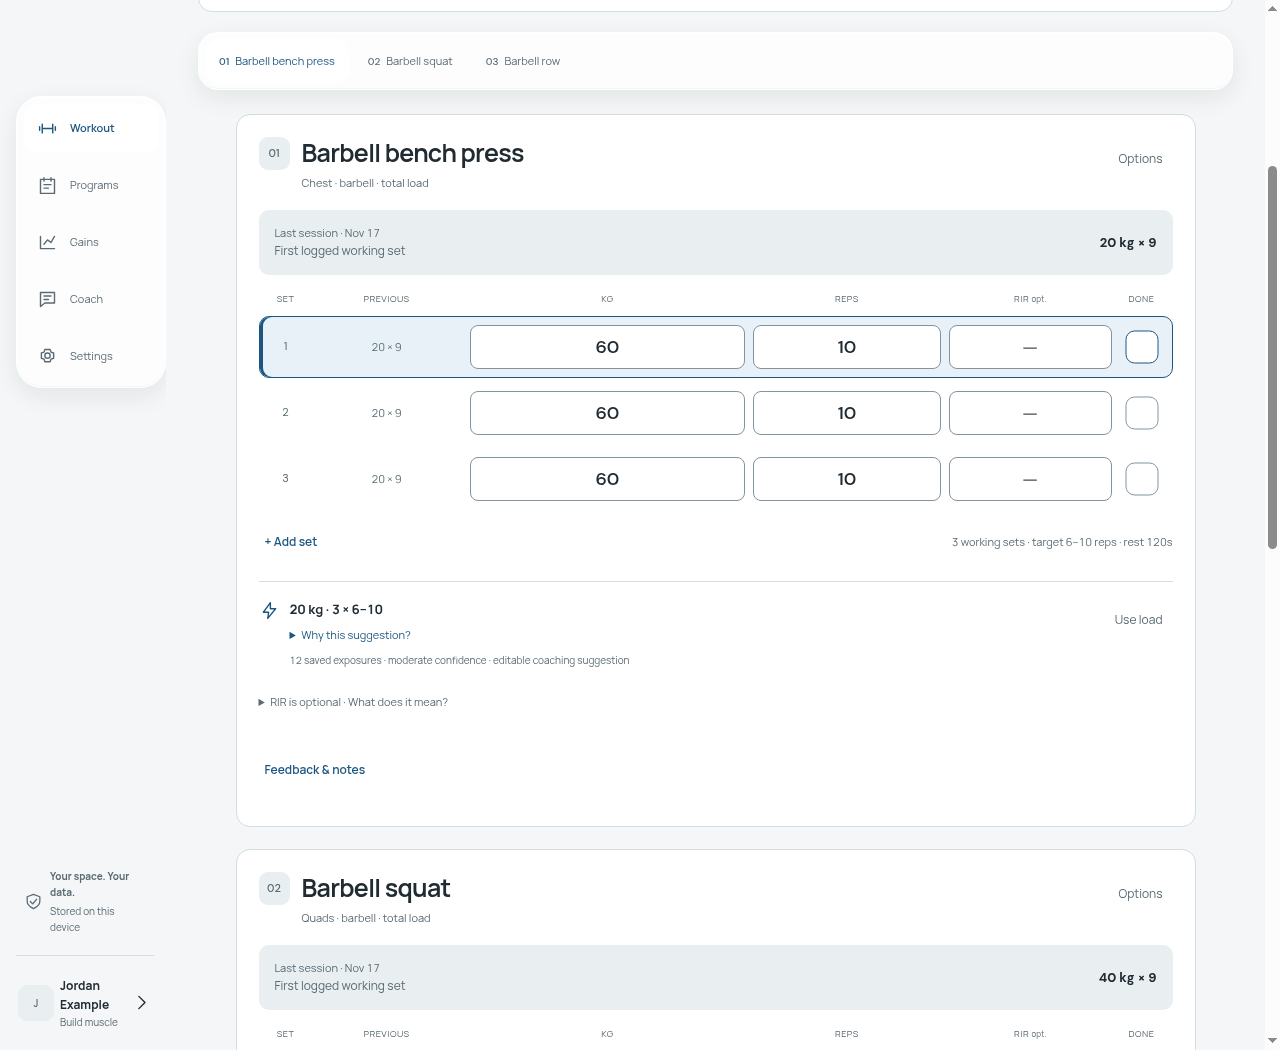 01 Barbell bench press
02 Barbell squat
03 Barbell row
Workout
Programs
Gains
Coach
Settings
Your space. Your
data.
Stored on this
device
J
Jordan
Example
Build muscle
01
Barbell bench press
Chest · barbell · total load
Options
Last session · Nov 17
First logged working set
20 kg × 9
SET PREVIOUS KG REPS RIR opt. DONE
1 20 × 9 60 10 —
2 20 × 9 60 10 —
3 20 × 9 60 10 —
+ Add set
3 working sets · target 6–10 reps · rest 120s
20 kg · 3 × 6–10
Why this suggestion?
12 saved exposures · moderate confidence · editable coaching suggestion
Use load
RIR is optional · What does it mean?
Feedback & notes
02
Barbell squat
Quads · barbell · total load
Options
Last session · Nov 17
First logged working set
40 kg × 9
SET PREVIOUS KG REPS RIR opt. DONE